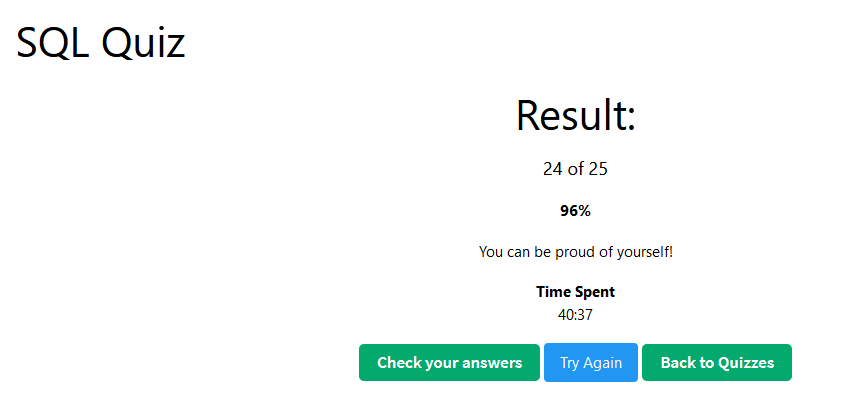 SQL Quiz
Result:
24 of 25
96%
You can be proud of yourself!
Time Spent
40:37
Check your answers Try Again Back to Quizzes